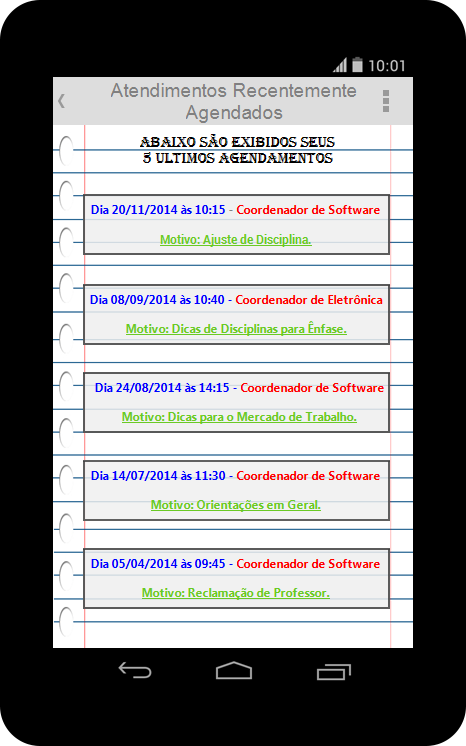 10:01
Atendimentos Recentemente
Agendados
ABAIXO SÃO EXIBIDOS SEUS
5 ULTIMOS AGENDAMENTOS
Dia 20/11/2014 às 10:15 - Coordenador de Software
Motivo: Ajuste de Disciplina.
Dia 08/09/2014 às 10:40 - Coordenador de Eletrônica
Motivo: Dicas de Disciplinas para Ênfase.
Dia 24/08/2014 às 14:15 - Coordenador de Software
Motivo: Dicas para o Mercado de Trabalho.
Dia 14/07/2014 às 11:30 - Coordenador de Software
Motivo: Orientações em Geral.
Dia 05/04/2014 às 09:45 - Coordenador de Software
Motivo: Reclamação de Professor.